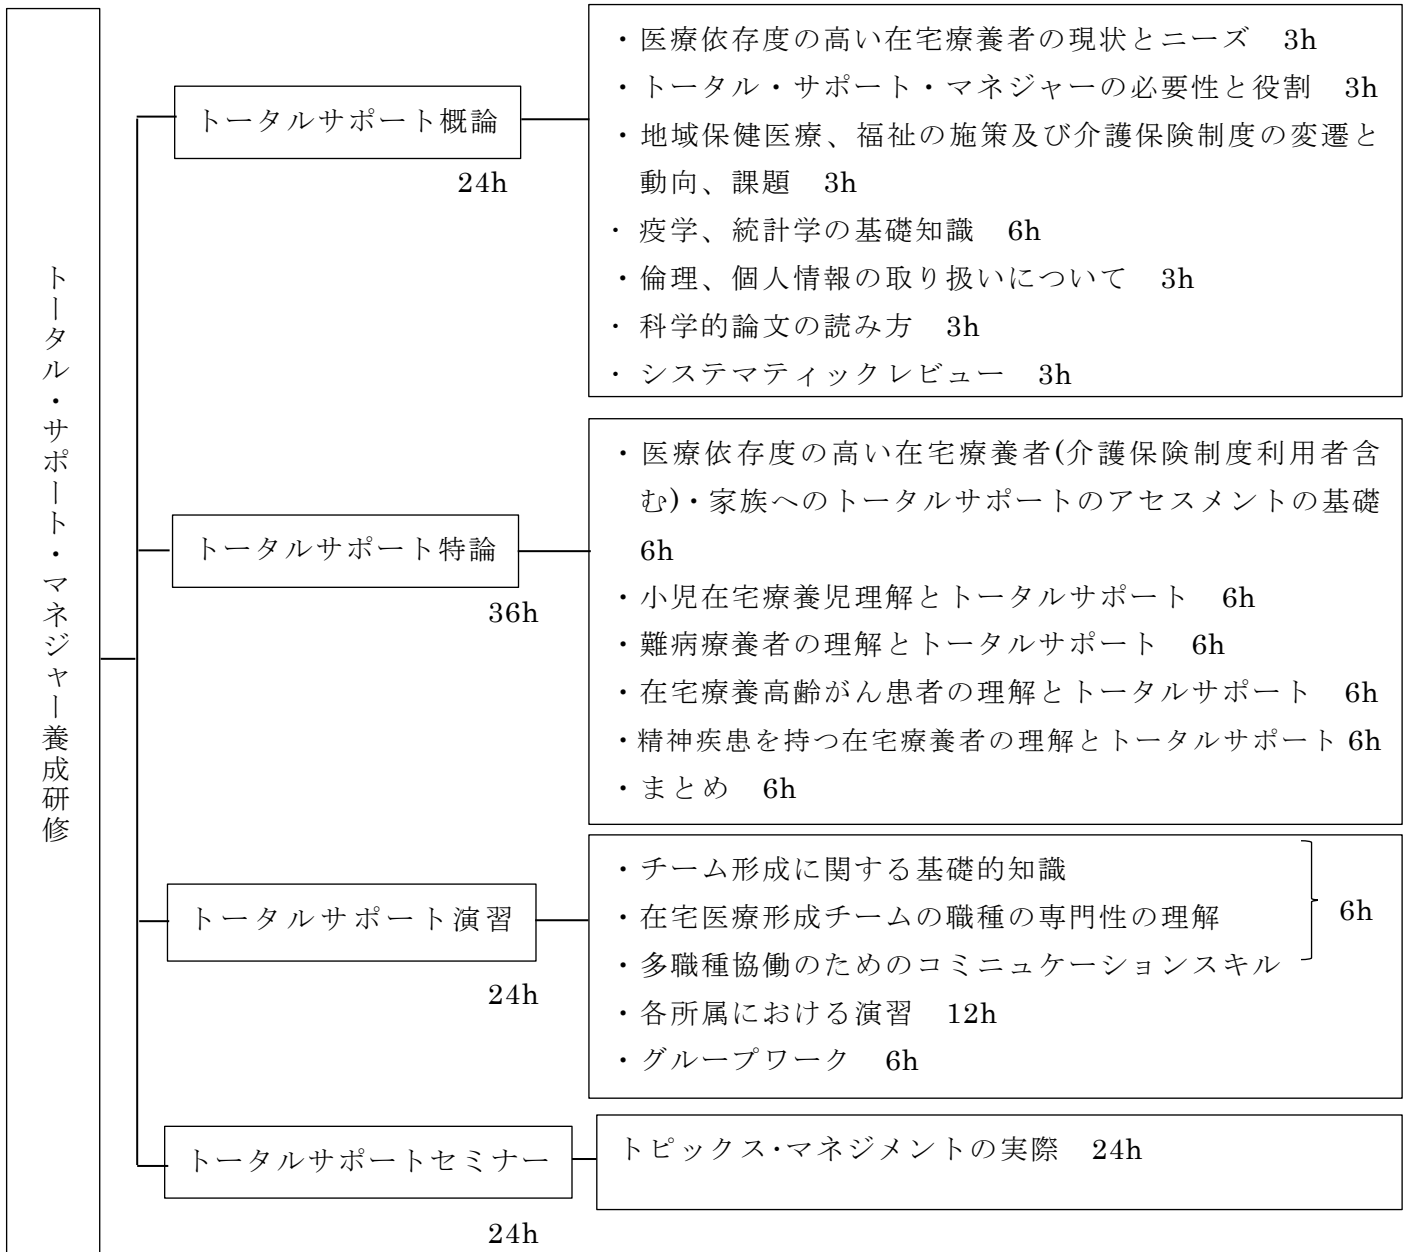 トータル・サポート・マネジャー養成研修
トータルサポート概論
24h
・医療依存度の高い在宅療養者の現状とニーズ　3h
・トータル・サポート・マネジャーの必要性と役割　3h
・地域保健医療、福祉の施策及び介護保険制度の変遷と
動向、課題　3h
・疫学、統計学の基礎知識　6h
・倫理、個人情報の取り扱いについて　3h
・科学的論文の読み方　3h
・システマティックレビュー　3h
トータルサポート特論
36h
・医療依存度の高い在宅療養者(介護保険制度利用者含
む)・家族へのトータルサポートのアセスメントの基礎
6h
・小児在宅療養児理解とトータルサポート　6h
・難病療養者の理解とトータルサポート　6h
・在宅療養高齢がん患者の理解とトータルサポート　6h
・精神疾患を持つ在宅療養者の理解とトータルサポート 6h
・まとめ　6h
トータルサポート演習
24h
・チーム形成に関する基礎的知識
・在宅医療形成チームの職種の専門性の理解
・多職種協働のためのコミニュケーションスキル
6h
・各所属における演習　12h
・グループワーク　6h
トータルサポートセミナー
24h
トピックス・マネジメントの実際　24h